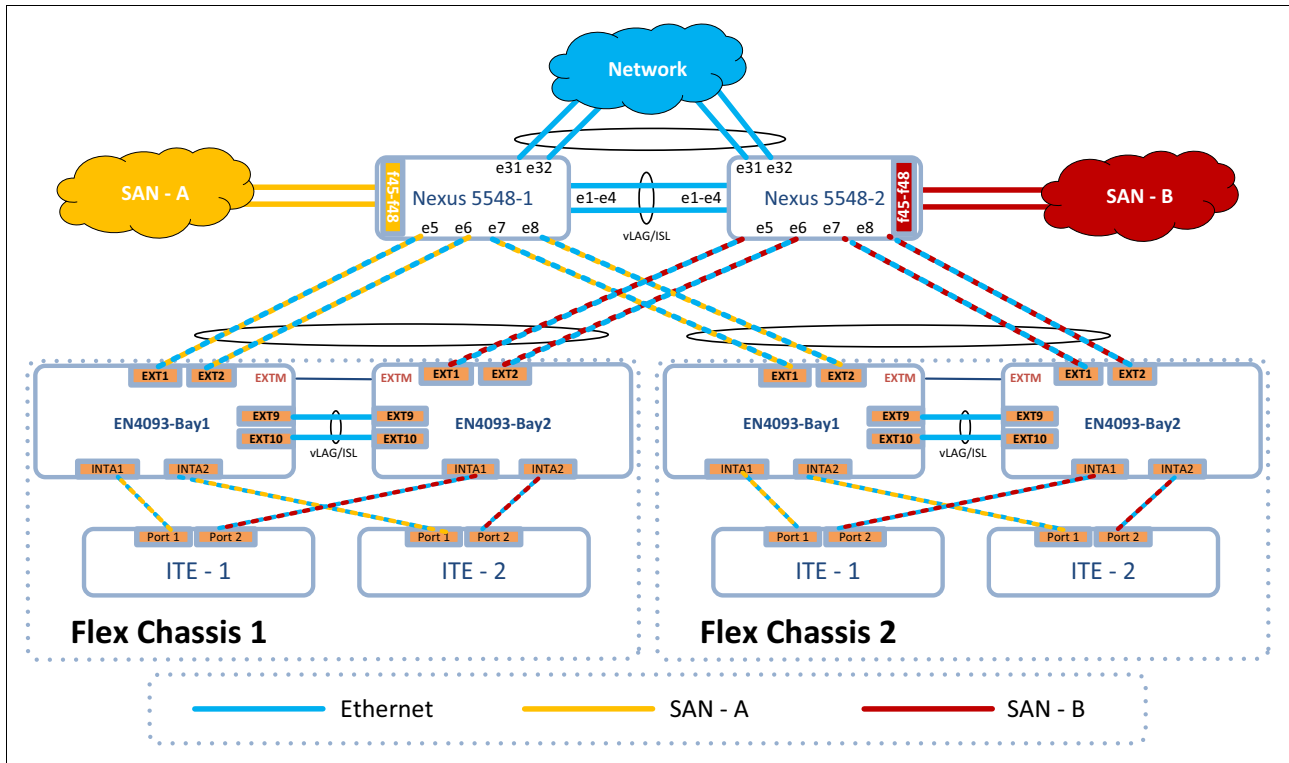 Network
SAN - A
f45-f48
e31 e32
Nexus 5548-1
e1-e4
e5 e6 e7 e8
vLAG/ISL
e31 e32
Nexus 5548-2
e1-e4
e5 e6 e7 e8
f45-f48
SAN - B
EXT1 EXT2 EXTM
EXT9
EN4093-Bay1
EXT10
INTA1 INTA2
vLAG/ISL
EXTM EXT1 EXT2
EXT9
EN4093-Bay2
EXT10
INTA1 INTA2
Port 1 Port 2
ITE - 1
Port 1 Port 2
ITE - 2
Flex Chassis 1
EXT1 EXT2 EXTM
EXT9
EN4093-Bay1
EXT10
INTA1 INTA2
vLAG/ISL
EXTM EXT1 EXT2
EXT9
EN4093-Bay2
EXT10
INTA1 INTA2
Port 1 Port 2
ITE - 1
Port 1 Port 2
ITE - 2
Flex Chassis 2
Ethernet SAN - A SAN - B